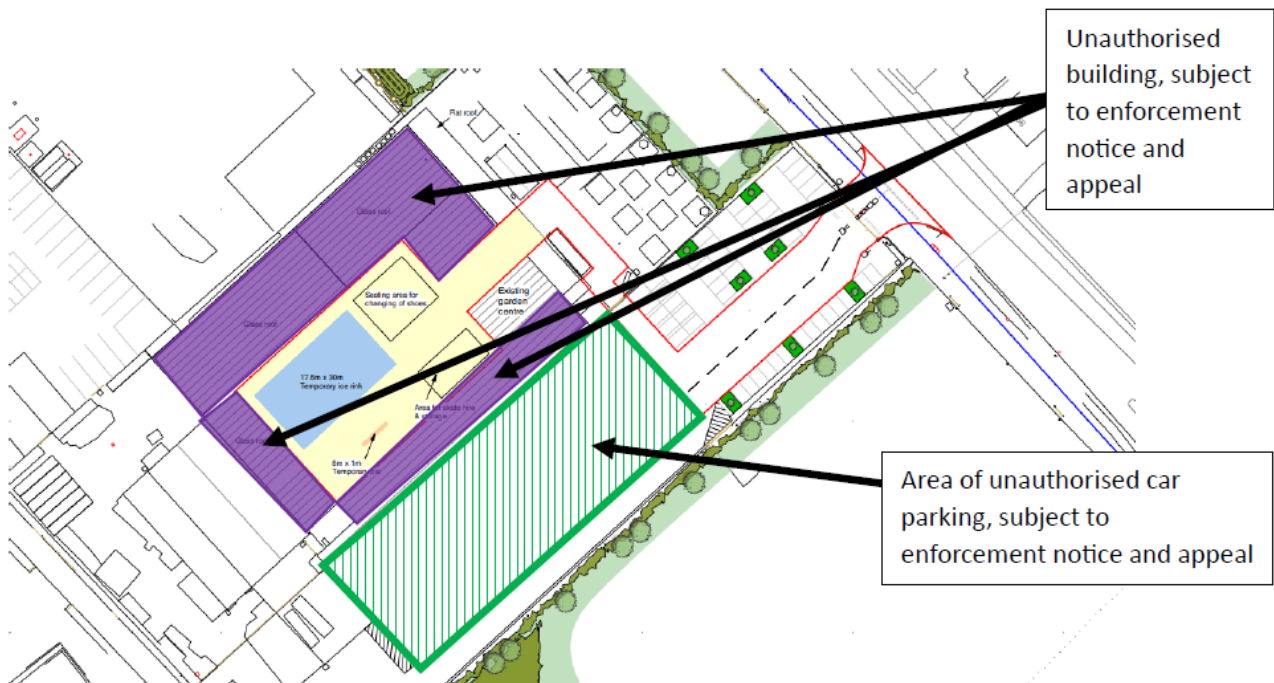 Unauthorised
building, subject
to enforcement
notice and
appeal
Flat roof
Glass roof
Seating area for
changing of shoes
Existing
garden
centre
Glass roof
17.5m x 30m
Temporary ice rink
Area for skate hire
& storage
Glass
6m x 1m
Area of unauthorised car
parking, subject to
enforcement notice and appeal